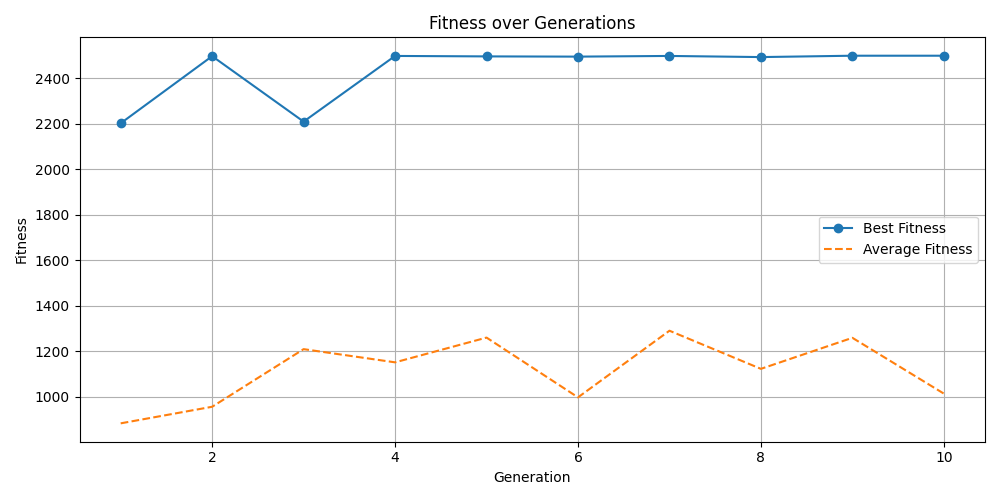 Fitness over Generations
Fitness
2400
2200
2000
1800
1600
1400
1200
1000
Best Fitness
Average Fitness
2 4 6 8 10
Generation